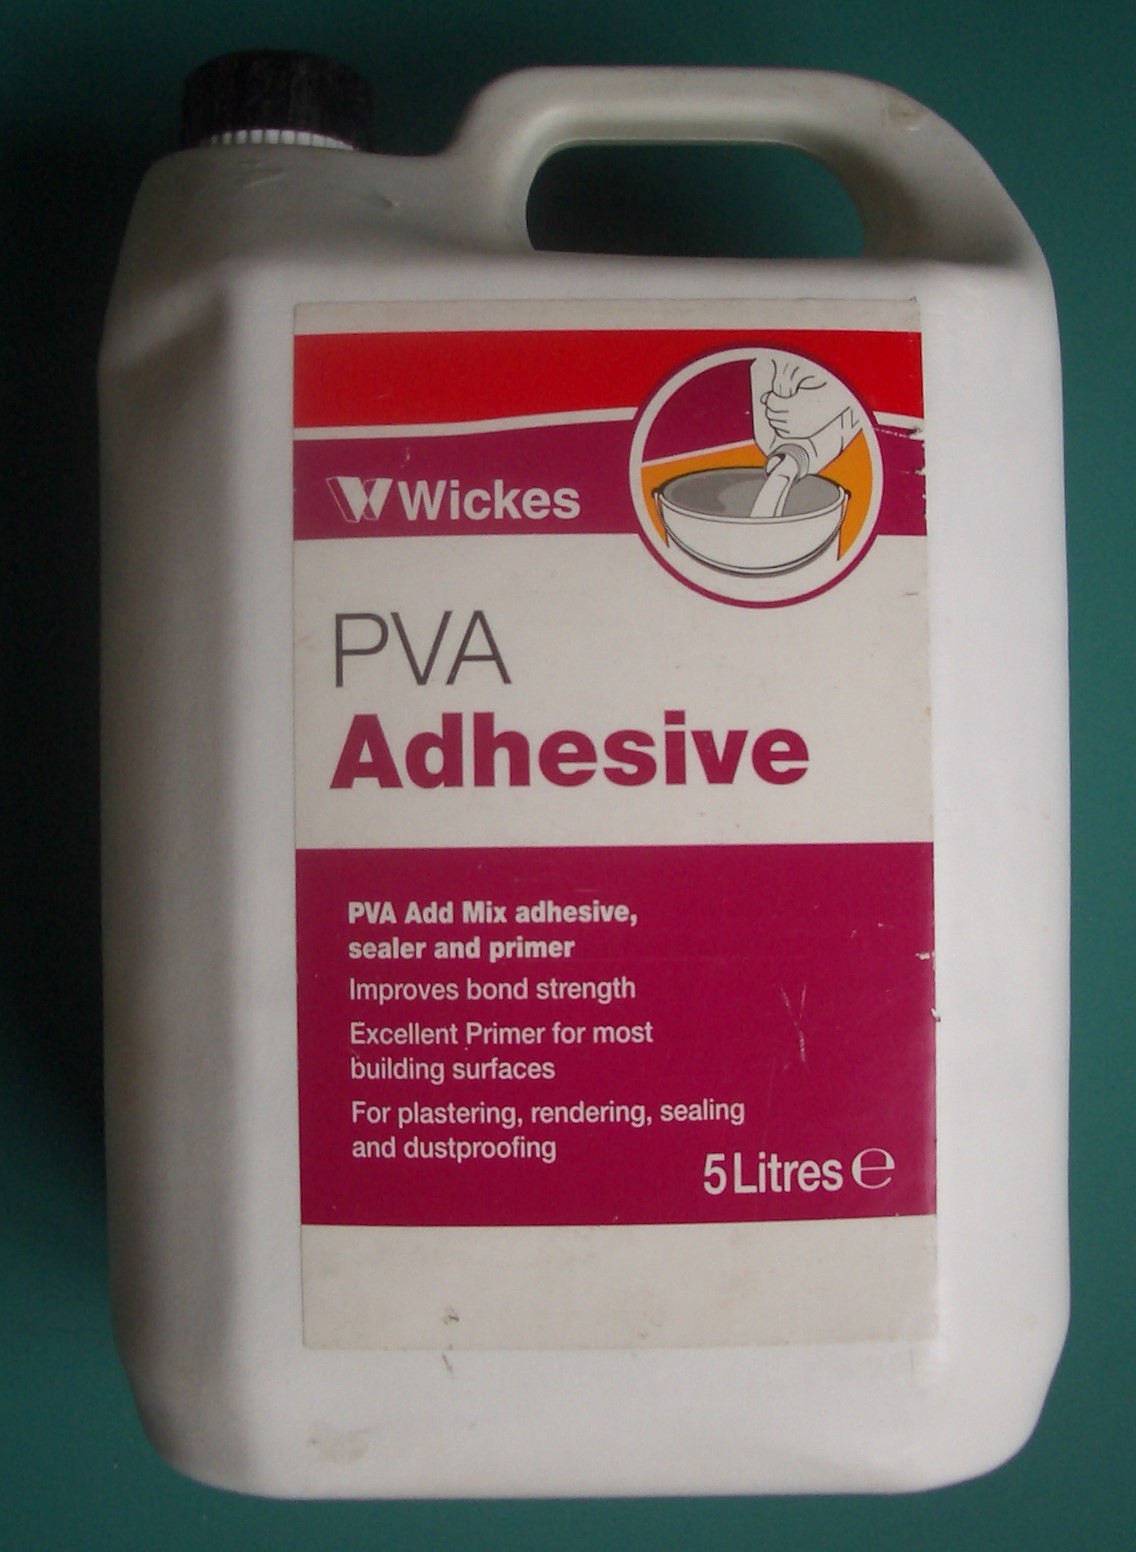 Wickes
PVA
Adhesive
PVA Add Mix adhesive,
sealer and primer
Improves bond strength
Excellent Primer for most
building surfaces
For plastering, rendering, sealing
and dustproofing
5 Litres ℮